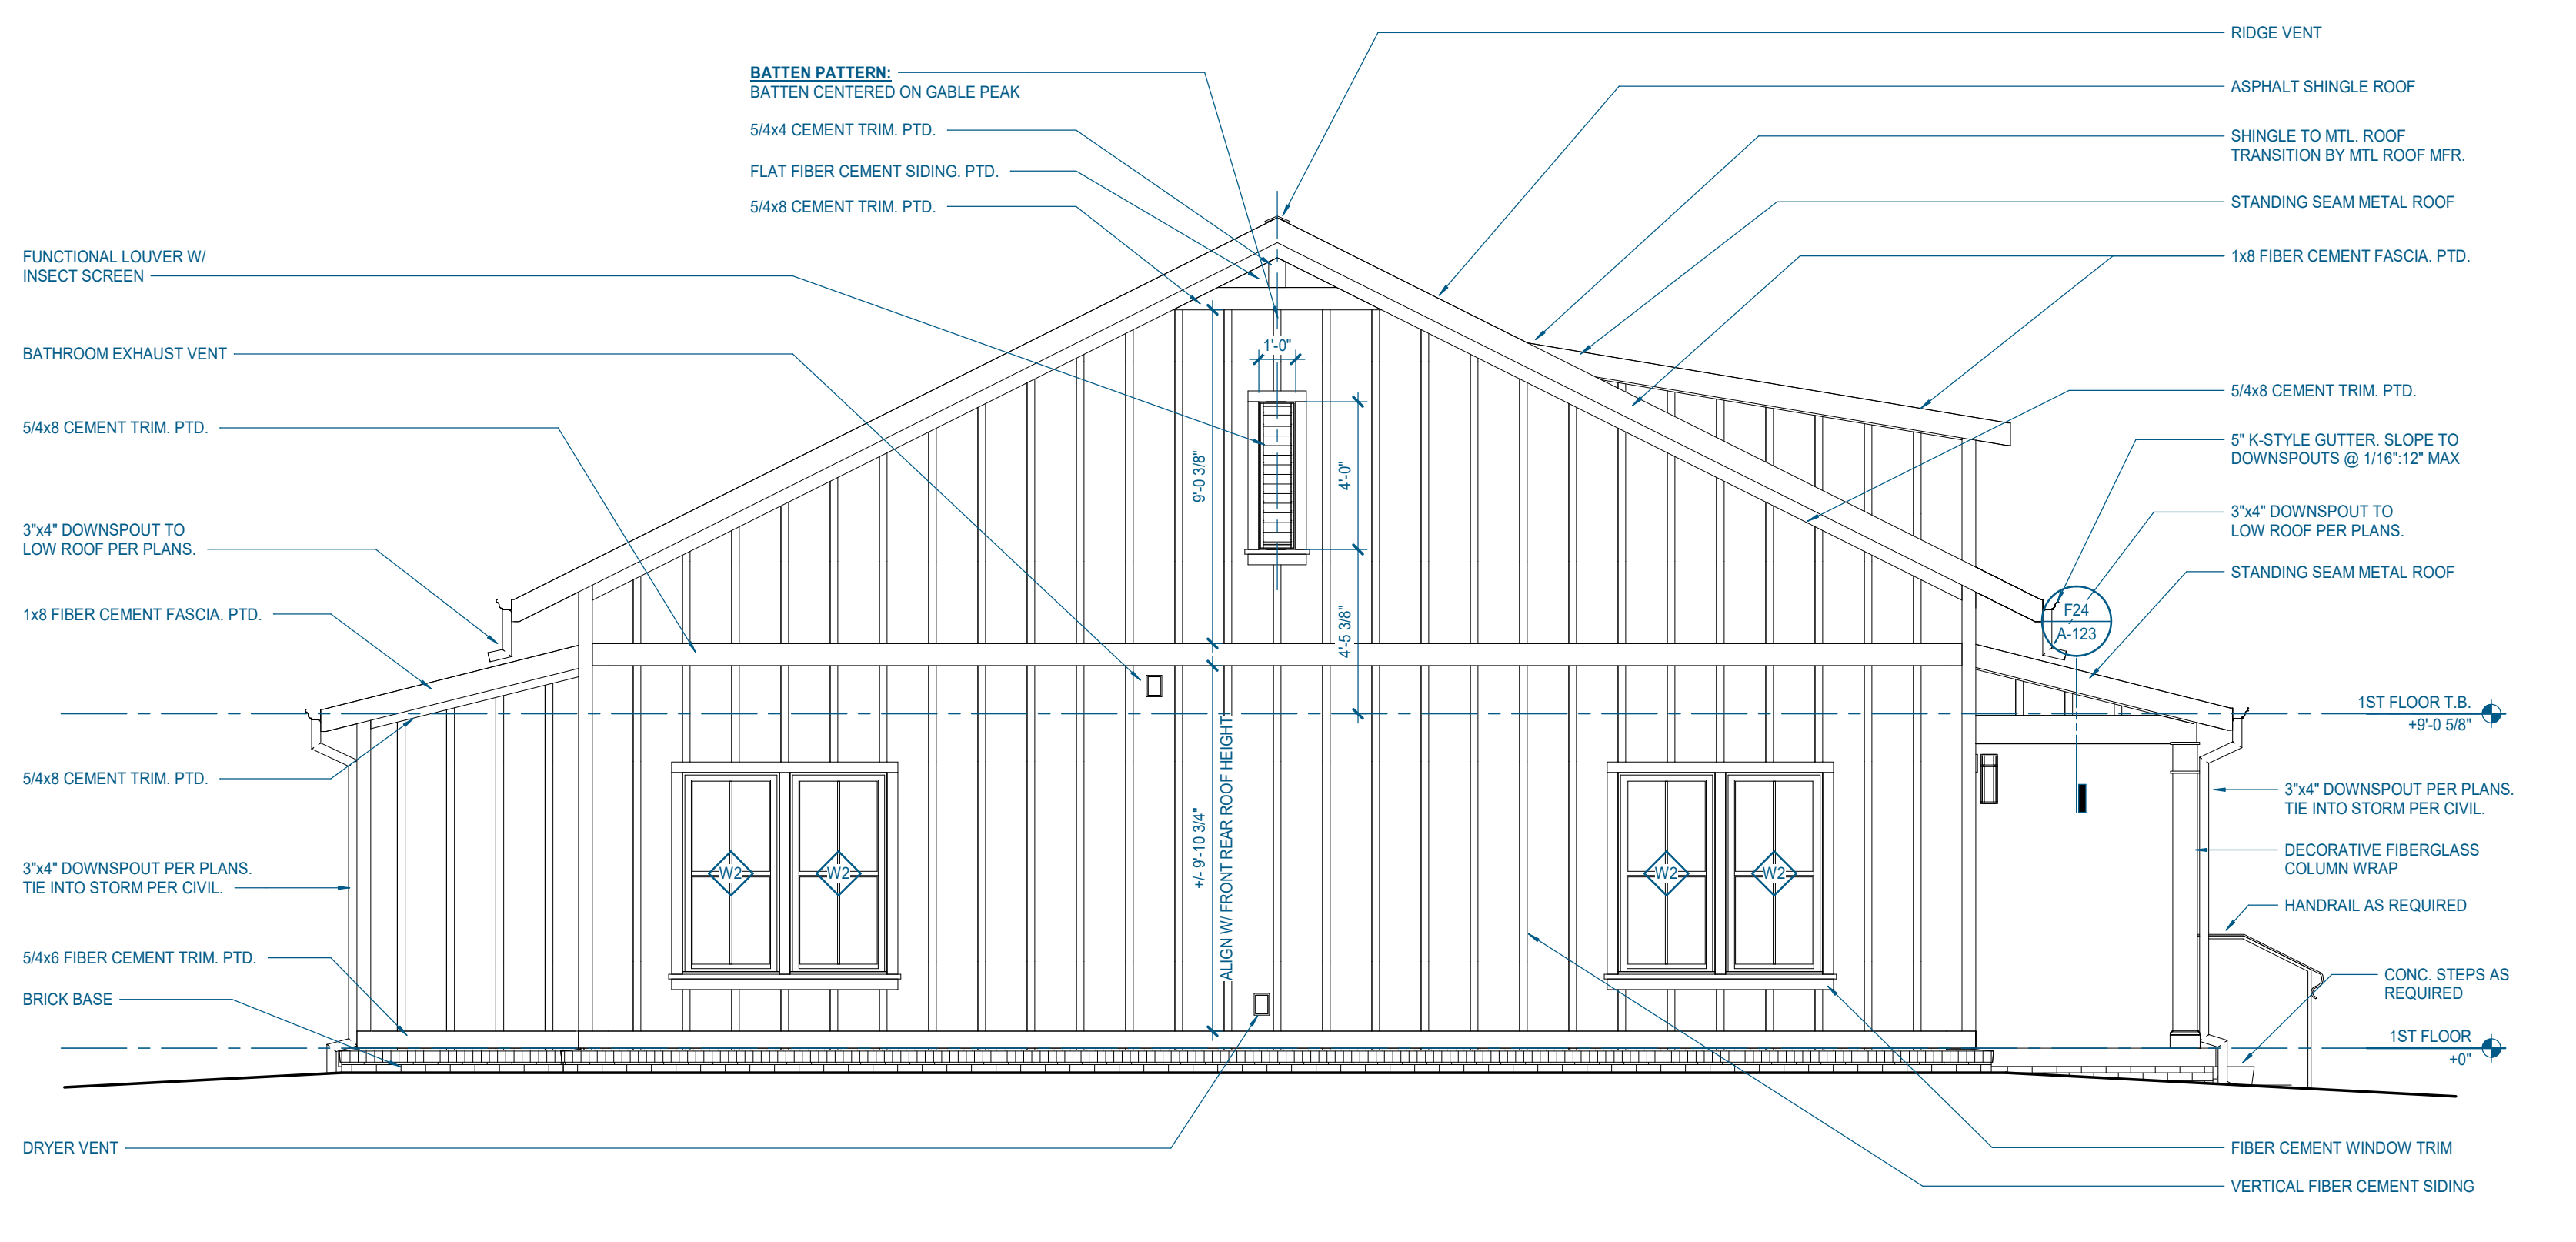 RIDGE VENT
BATTEN PATTERN:
BATTEN CENTERED ON GABLE PEAK
ASPHALT SHINGLE ROOF
5/4x4 CEMENT TRIM. PTD.
SHINGLE TO MTL. ROOF
TRANSITION BY MTL ROOF MFR.
FLAT FIBER CEMENT SIDING. PTD.
5/4x8 CEMENT TRIM. PTD.
STANDING SEAM METAL ROOF
FUNCTIONAL LOUVER W/
INSECT SCREEN
1x8 FIBER CEMENT FASCIA. PTD.
BATHROOM EXHAUST VENT
1'-0"
5/4x8 CEMENT TRIM. PTD.
5/4x8 CEMENT TRIM. PTD.
5" K-STYLE GUTTER. SLOPE TO
DOWNSPOUTS @ 1/16":12" MAX
9'-0 3/8"
4'-0"
3"x4" DOWNSPOUT TO
LOW ROOF PER PLANS.
3"x4" DOWNSPOUT TO
LOW ROOF PER PLANS.
STANDING SEAM METAL ROOF
1x8 FIBER CEMENT FASCIA. PTD.
F24
A-123
4'-5 3/8"
1ST FLOOR T.B.
+9'-0 5/8"
5/4x8 CEMENT TRIM. PTD.
3"x4" DOWNSPOUT PER PLANS.
TIE INTO STORM PER CIVIL.
+/- 9'-10 3/4"
ALIGN W/ FRONT REAR ROOF HEIGHT
W2
W2
W2
W2
DECORATIVE FIBERGLASS
COLUMN WRAP
3"x4" DOWNSPOUT PER PLANS.
TIE INTO STORM PER CIVIL.
HANDRAIL AS REQUIRED
5/4x6 FIBER CEMENT TRIM. PTD.
CONC. STEPS AS
REQUIRED
BRICK BASE
1ST FLOOR
+0"
DRYER VENT
FIBER CEMENT WINDOW TRIM
VERTICAL FIBER CEMENT SIDING